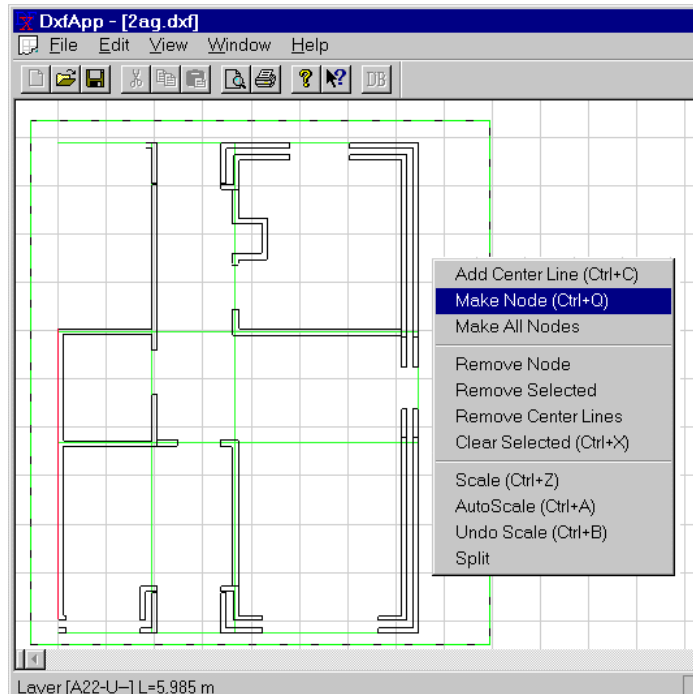 DxfApp - [2ag.dxf]
File Edit View Window Help
DB
Add Center Line (Ctrl+C)
Make Node (Ctrl+Q)
Make All Nodes
Remove Node
Remove Selected
Remove Center Lines
Clear Selected (Ctrl+X)
Scale (Ctrl+Z)
AutoScale (Ctrl+A)
Undo Scale (Ctrl+B)
Split
Layer [A22-U--] L=5,985 m